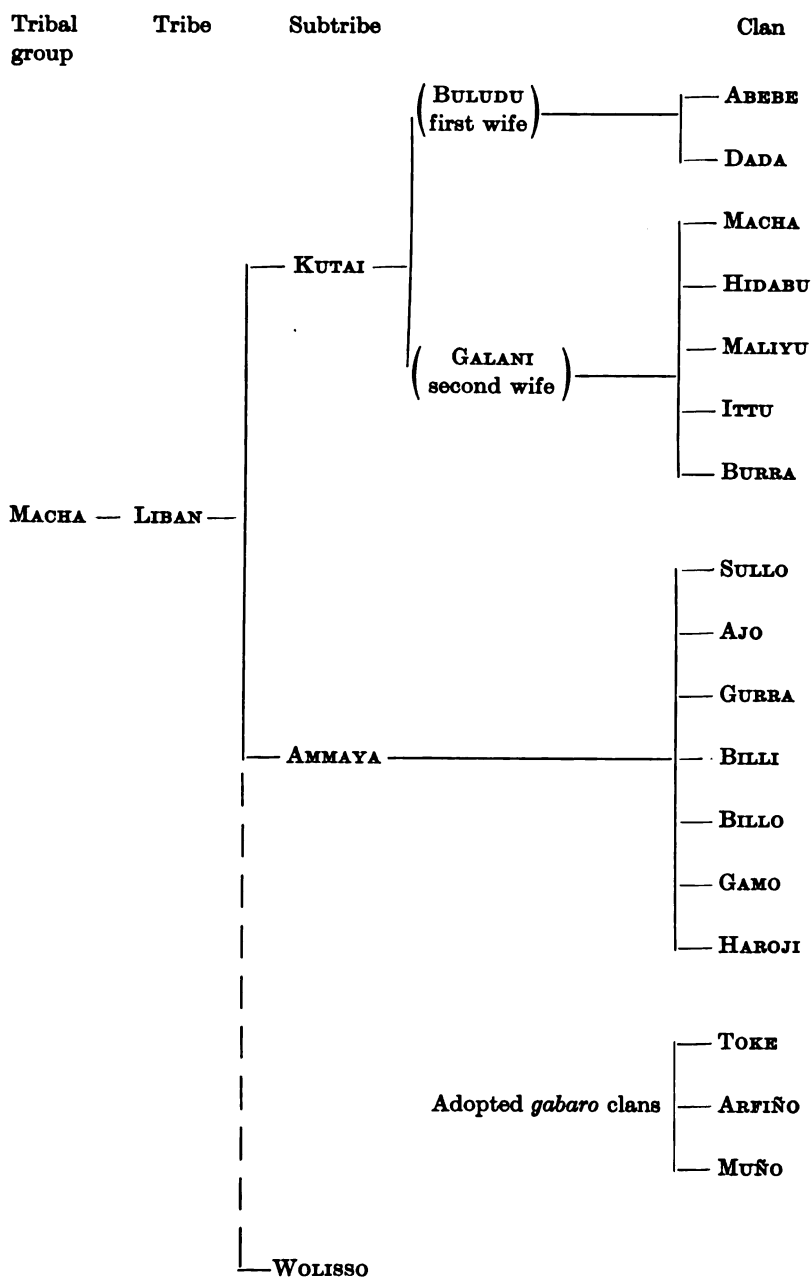 Tribal group Tribe Subtribe Clan
(BULUDU first wife)
ABEBE
DADA
KUTAI
MACHA
HIDABU
(GALANI second wife)
MALIYU
ITTU
BURRA
MACHA — LIBAN
SULLO
AJO
GURRA
AMMAYA
BILLI
BILLO
GAMO
HAROJI
TOKE
Adopted gabaro clans
ARFIÑO
MUÑO
WOLISSO